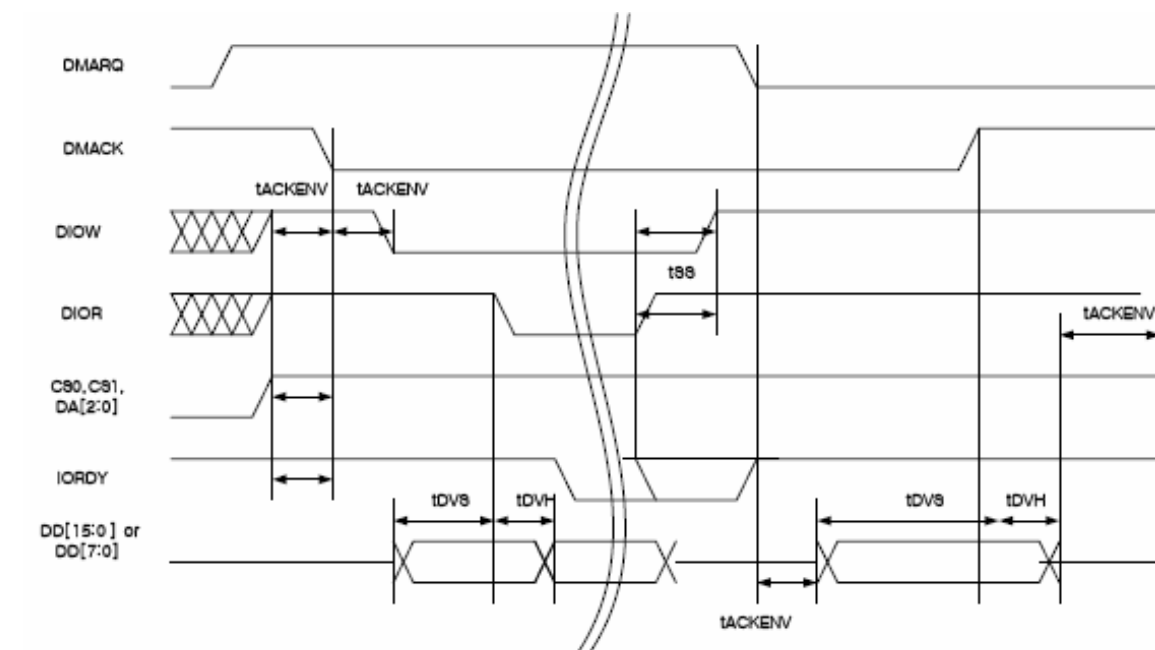 DMARQ
DMACK
tACKENV tACKENV
DIOW
tSS
DIOR
tACKENV
CS0, CS1,
DA[2:0]
IORDY
tDVS tDVH tDVS tDVH
DD[15:0] or
DD[7:0]
tACKENV